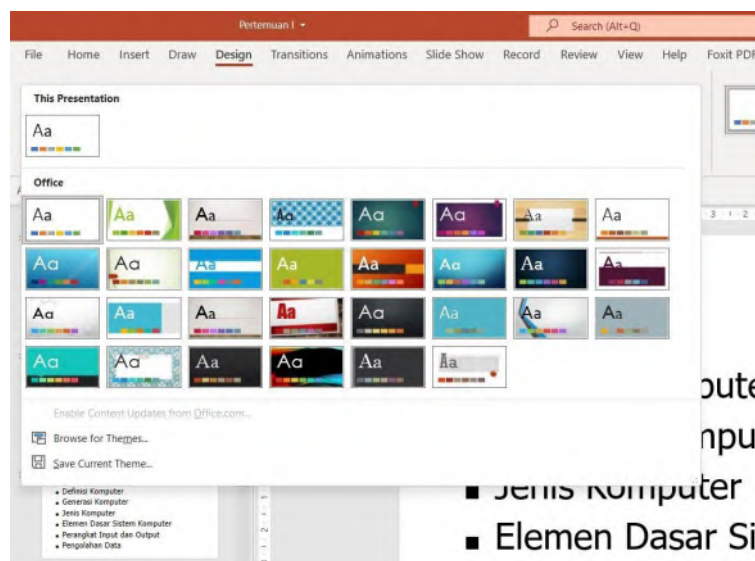 Pertemuan I
Search (Alt+Q)
File Home Insert Draw Design Transitions Animations Slide Show Record Review View Help Foxit PDF
This Presentation
Aa
Office
Aa Aa Aa Aa Aa Aa Aa Aa
Aa Aa Aa Aa Aa Aa Aa Aa
Aa Aa Aa Aa Aa Aa Aa Aa
Aa Aa Aa Aa Aa Aa
3 1 2
Enable Content Updates from Office.com...
Browse for Themes...
Save Current Theme...
Definisi Komputer
Generasi Komputer
Jenis Komputer
Elemen Dasar Sistem Komputer
Perangkat Input dan Output
Pengolahan Data
Jenis Komputer
Elemen Dasar Si